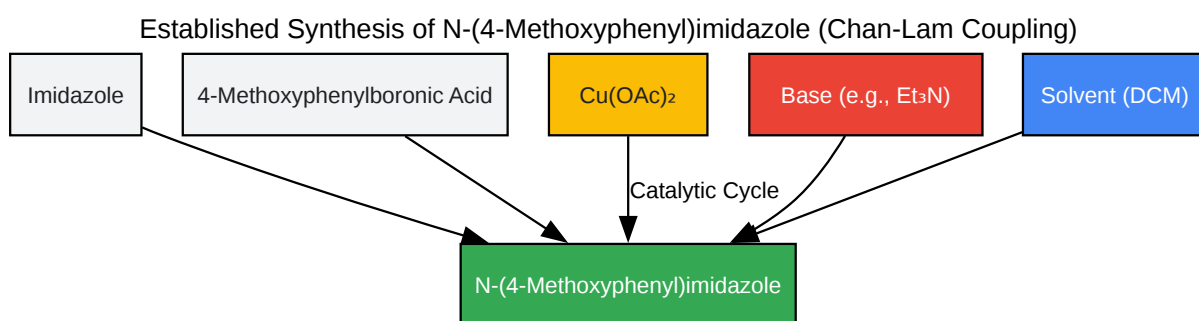 Established Synthesis of N-(4-Methoxyphenyl)imidazole (Chan-Lam Coupling)
Imidazole
4-Methoxyphenylboronic Acid
Cu(OAc)₂
Base (e.g., Et₃N)
Solvent (DCM)
Catalytic Cycle
N-(4-Methoxyphenyl)imidazole